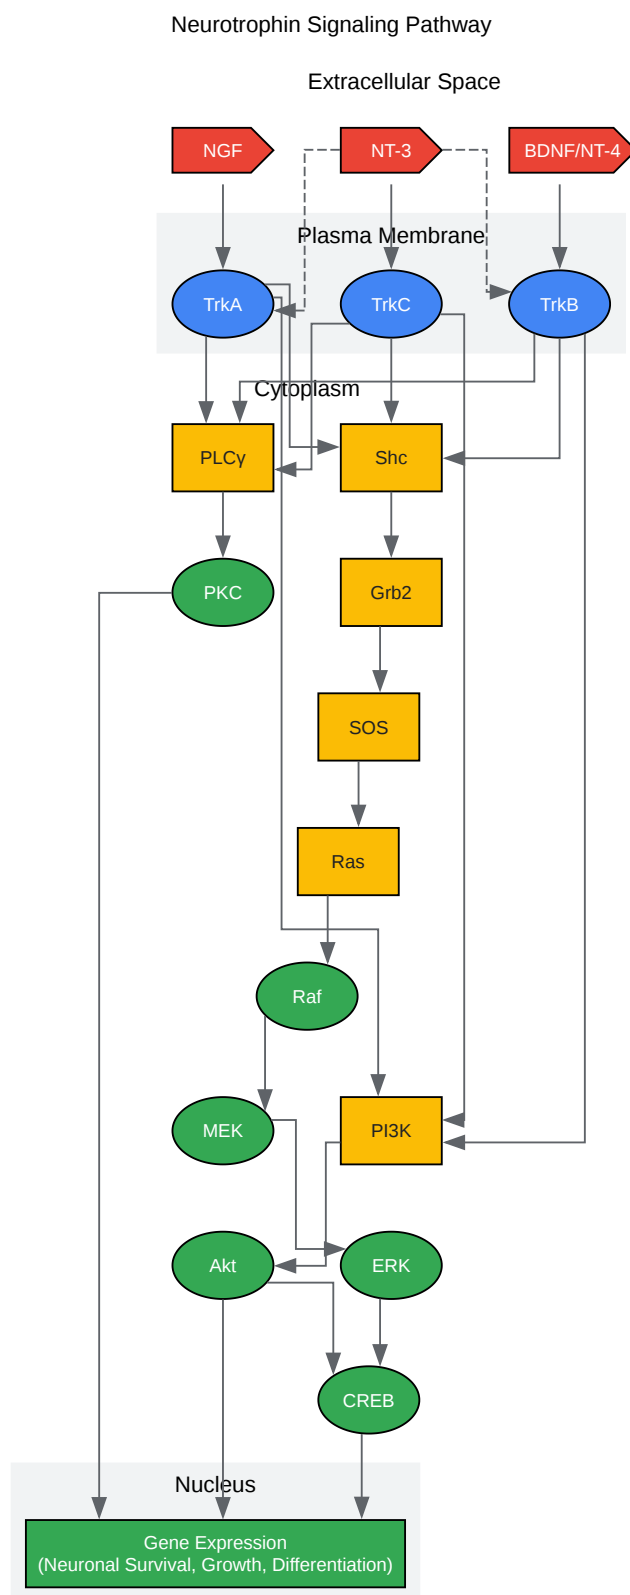 Neurotrophin Signaling Pathway
Extracellular Space
NGF
NT-3
BDNF/NT-4
Plasma Membrane
TrkA
TrkC
TrkB
Cytoplasm
PLCγ
Shc
PKC
Grb2
SOS
Ras
Raf
MEK
PI3K
Akt
ERK
CREB
Nucleus
Gene Expression
(Neuronal Survival, Growth, Differentiation)